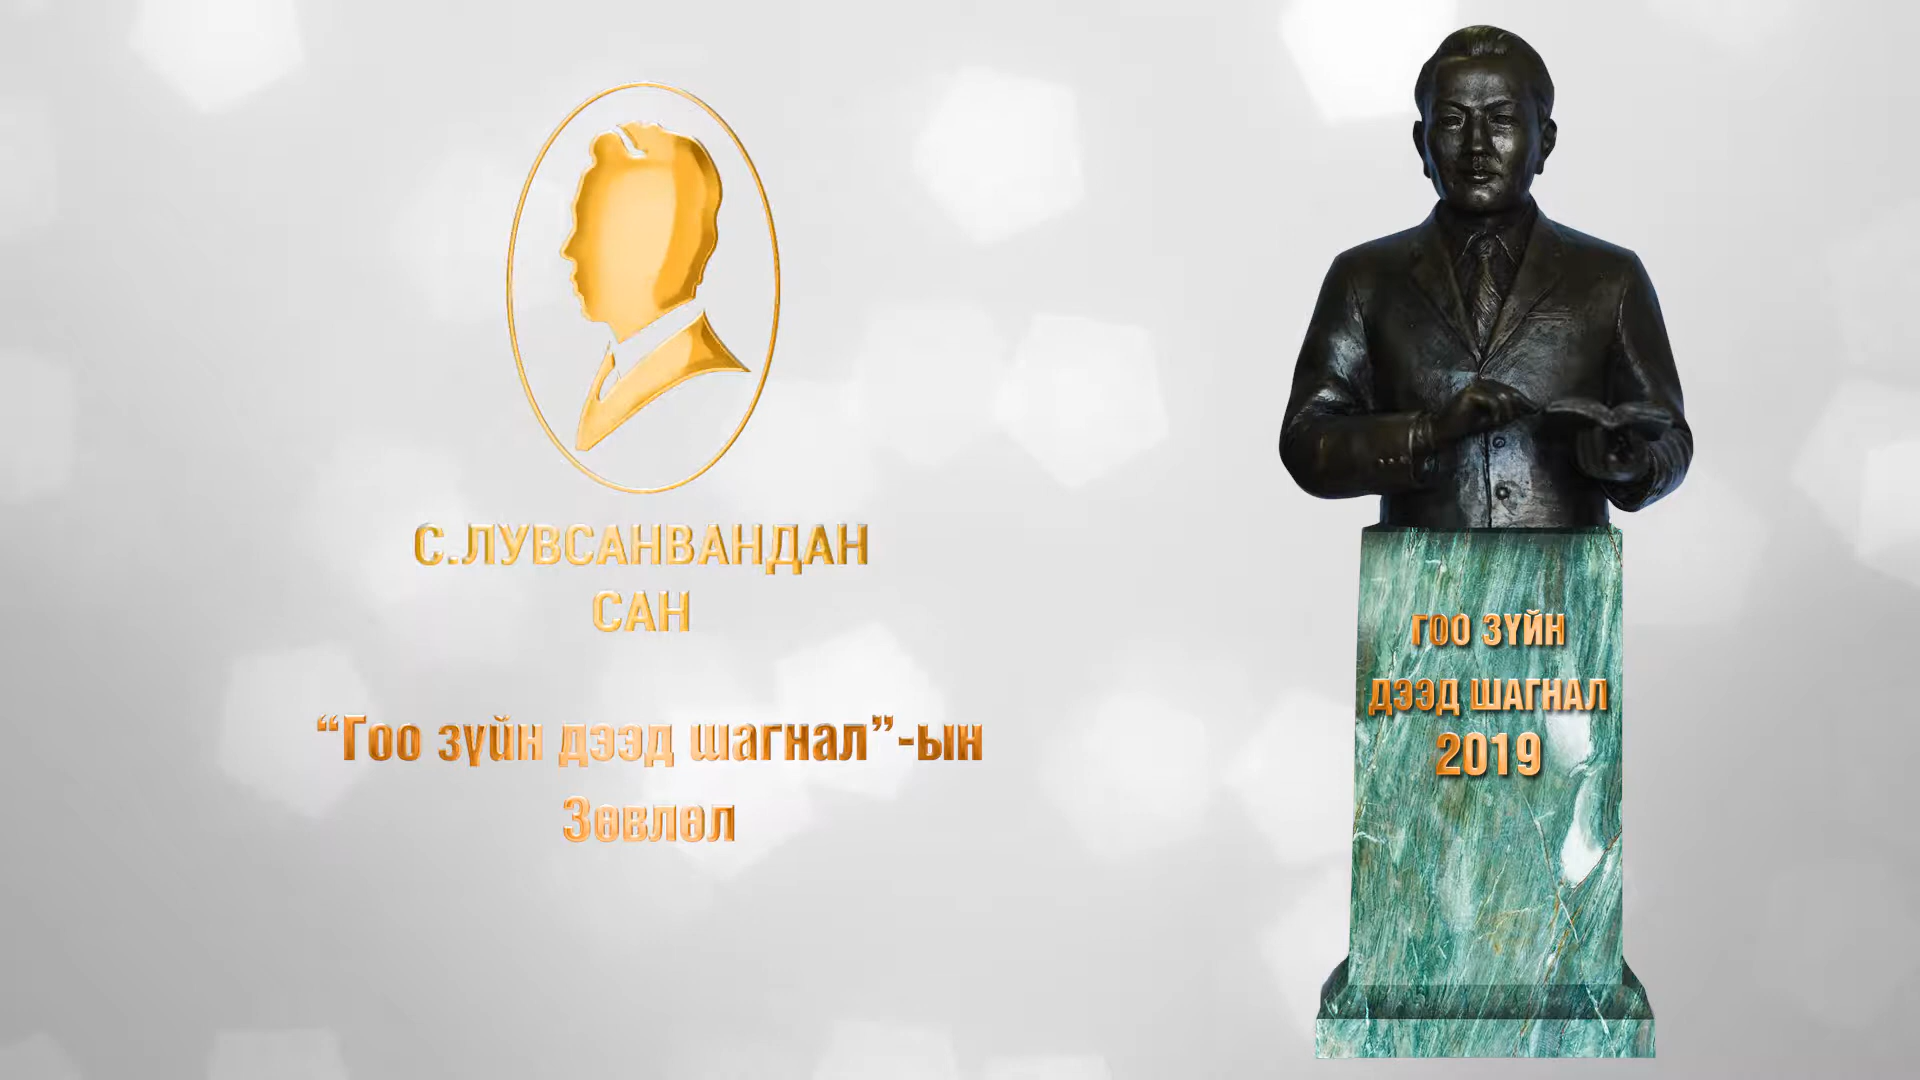 С.ЛУВСАНВАНДАН
САН
“Гоо зүйн дээд шагнал”-ын
Зөвлөл
ГОО ЗҮЙН
ДЭЭД ШАГНАЛ
2019